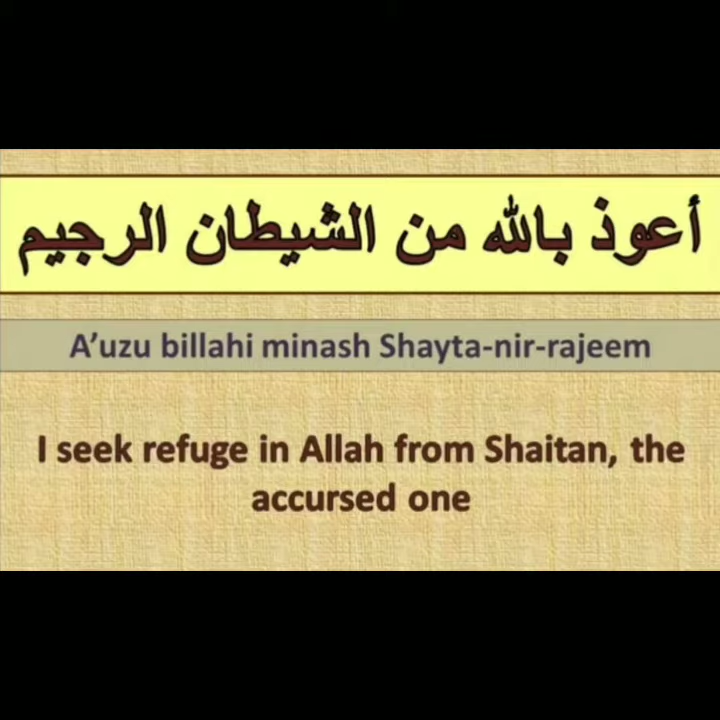 أعوذ بالله من الشيطان الرجيم
A’uzu billahi minash Shayta-nir-rajeem
I seek refuge in Allah from Shaitan, the
accursed one